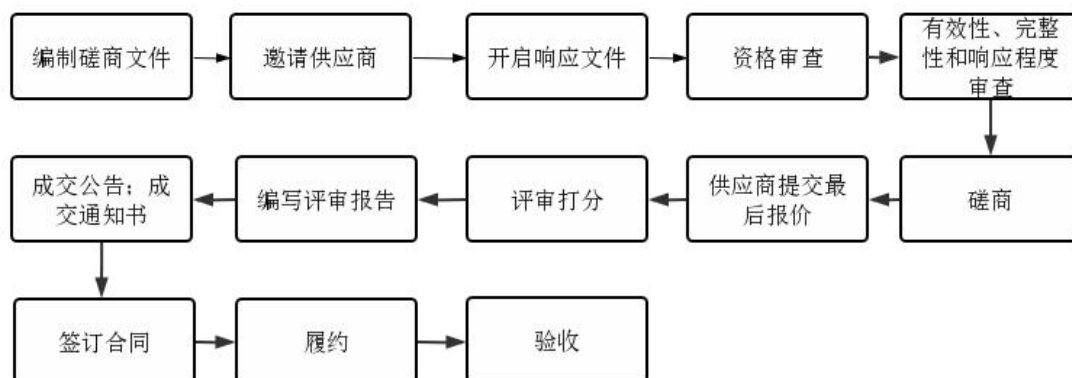 编制磋商文件
邀请供应商
开启响应文件
资格审查
有效性、完整
性和响应程度
审查
磋商
供应商提交最
后报价
评审打分
编写评审报告
成交公告；成
交通知书
签订合同
履约
验收